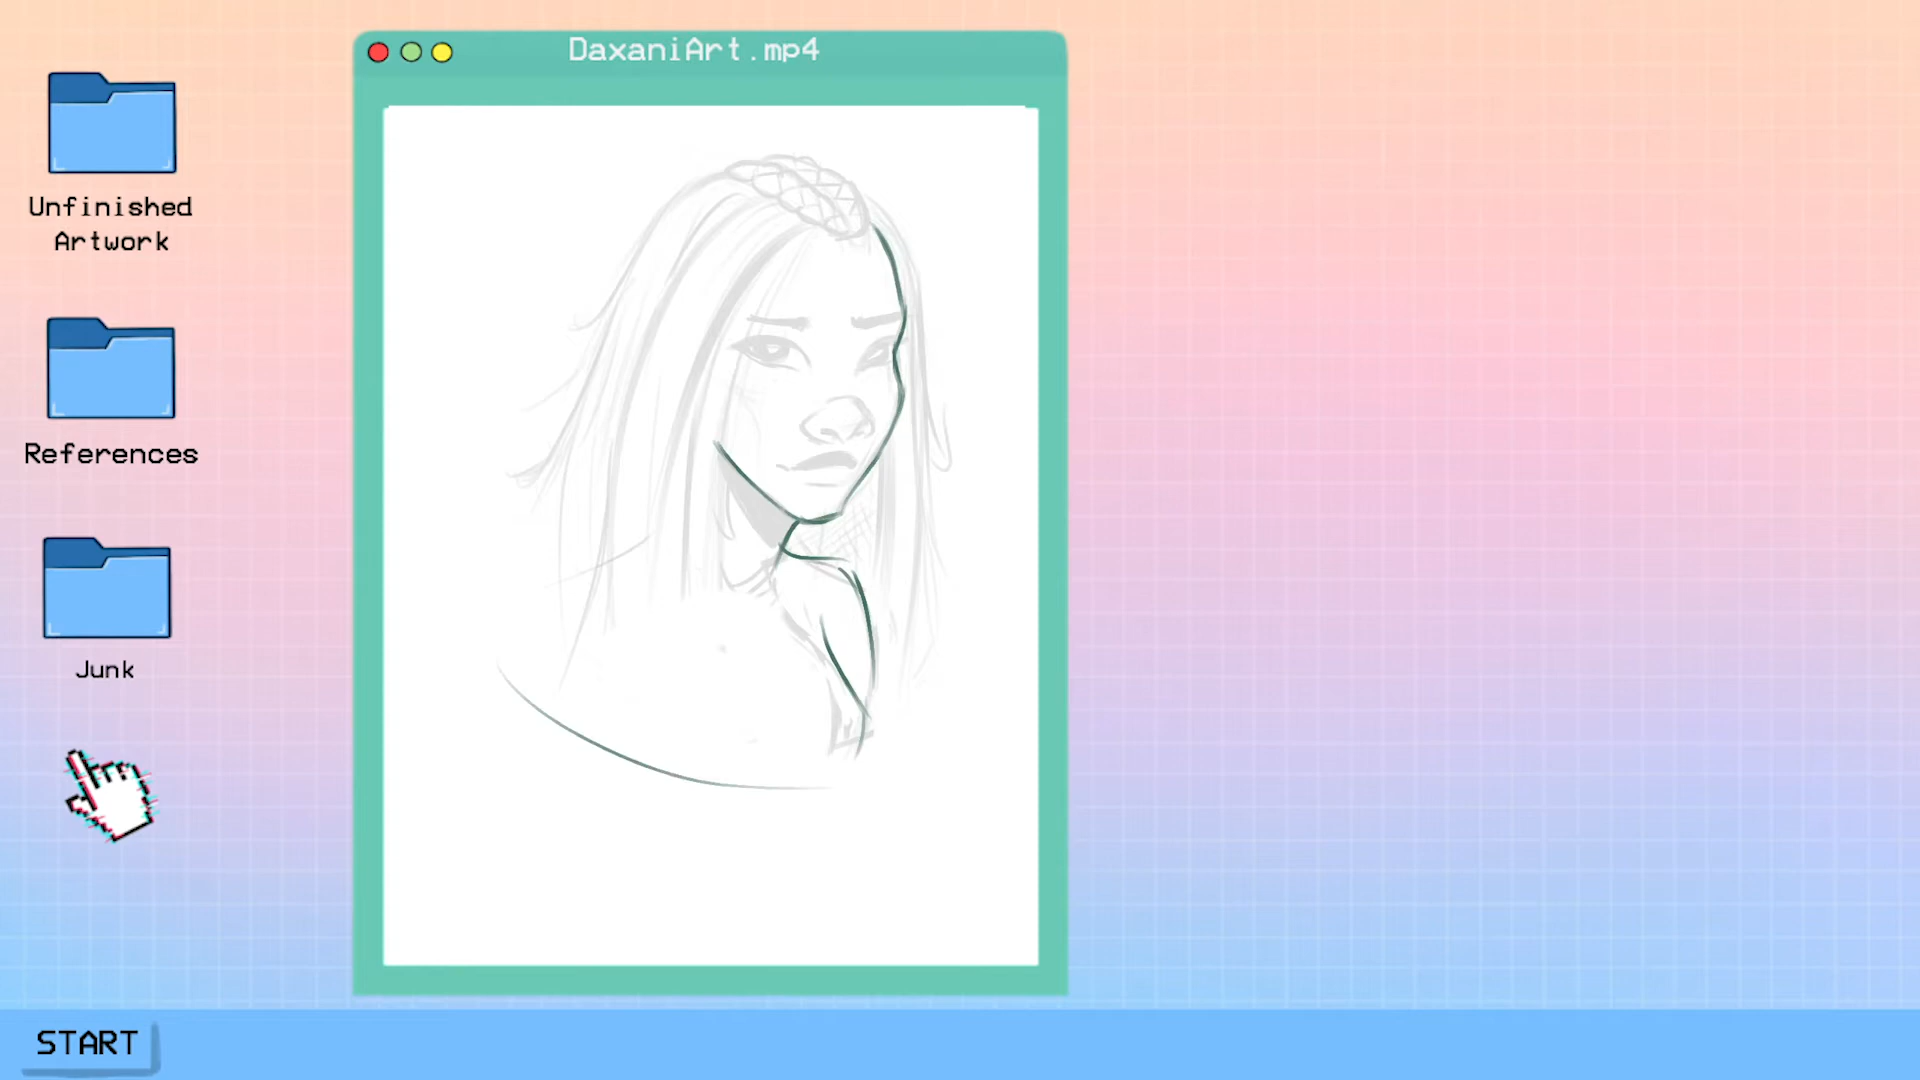 DaxaniArt.mp4
Unfinished
Artwork
References
Junk
START